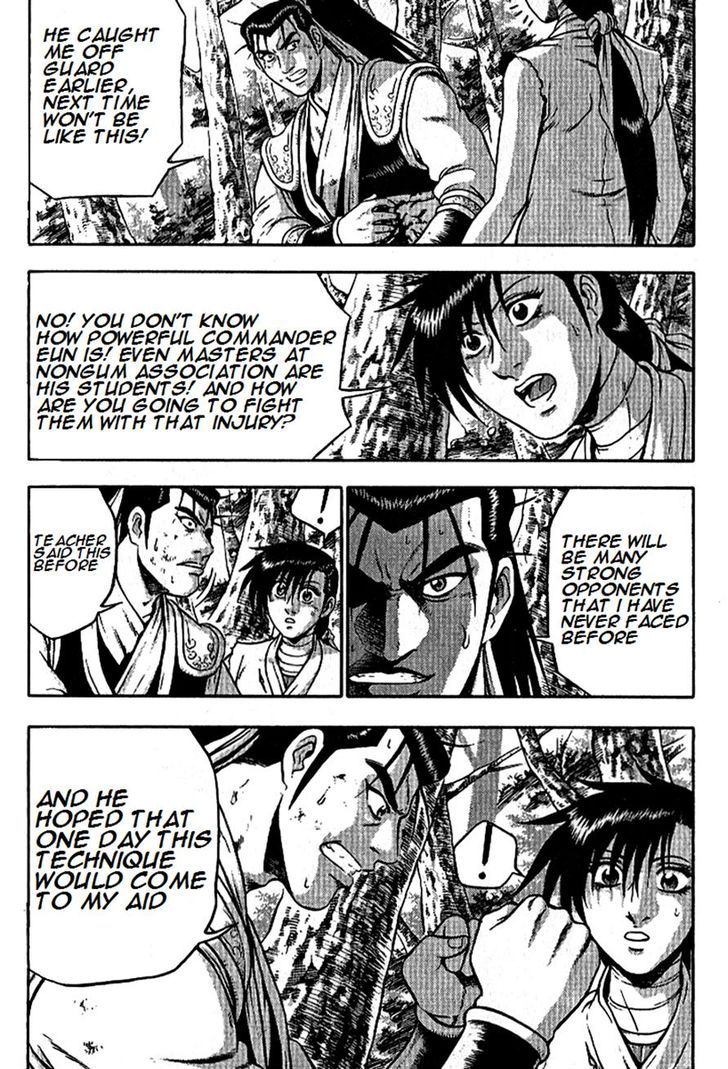 HE CAUGHT
ME OFF
GUARD
EARLIER,
NEXT TIME
WON'T BE
LIKE THIS!
NO! YOU DON'T KNOW
HOW POWERFUL COMMANDER
EUN IS! EVEN MASTERS AT
NONGUM ASSOCIATION ARE
HIS STUDENTS! AND HOW
ARE YOU GOING TO FIGHT
THEM WITH THAT INJURY?
TEACHER
SAID THIS
BEFORE
!
THERE WILL
BE MANY
STRONG
OPPONENTS
THAT I HAVE
NEVER FACED
BEFORE
AND HE
HOPED THAT
ONE DAY THIS
TECHNIQUE
WOULD COME
TO MY AID
!